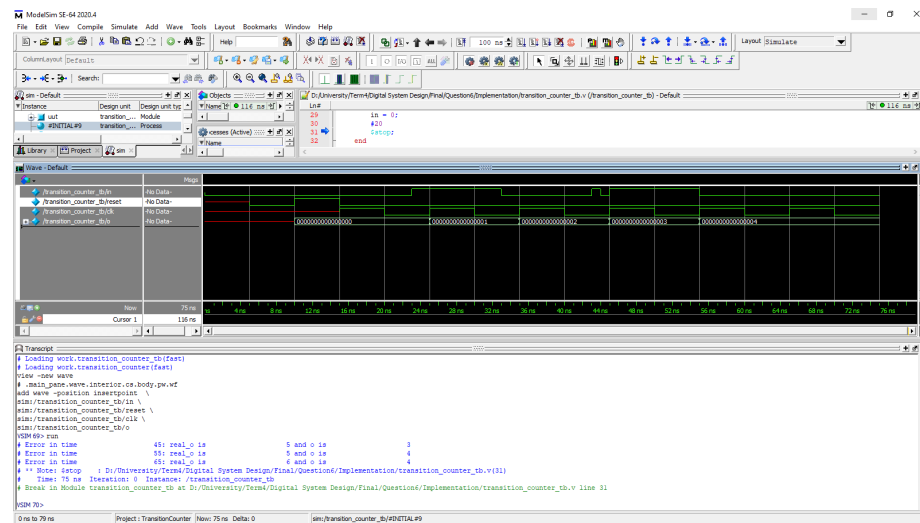 ModelSim SE-64 2020.4
File Edit View Compile Simulate Add Wave Tools Layout Bookmarks Window Help
Help
100 ns
Layout Simulate
ColumnLayout Default
Search:
sim - Default
Instance Design unit Design unit typ
uut transition_... Module
#INITIAL#9 transition_... Process
Library Project sim
Objects
Name 116 ns
cesses (Active)
Name
D:/University/Term4/Digital System Design/Final/Question6/Implementation/transition_counter_tb.v (/transition_counter_tb) - Default
Ln# 116 ns
29 in = 0;
30 #20
31 $stop;
32 end
Wave - Default
Msgs
/transition_counter_tb/in -No Data-
/transition_counter_tb/reset -No Data-
/transition_counter_tb/clk -No Data-
/transition_counter_tb/o -No Data-
0000000000000000 000000000000001 000000000000002 000000000000003 000000000000004
Now 75 ns
ns 4 ns 8 ns 12 ns 16 ns 20 ns 24 ns 28 ns 32 ns 36 ns 40 ns 44 ns 48 ns 52 ns 56 ns 60 ns 64 ns 68 ns 72 ns 76 ns
Cursor 1 116 ns
Transcript
# Loading work.transition_counter_tb(fast)
# Loading work.transition_counter(fast)
view -new wave
# .main_pane.wave.interior.cs.body.pw.wf
add wave -position insertpoint \
sim:/transition_counter_tb/in \
sim:/transition_counter_tb/reset \
sim:/transition_counter_tb/clk \
sim:/transition_counter_tb/o
VSIM 69> run
# Error in time 45: real_o is 5 and o is 3
# Error in time 55: real_o is 5 and o is 4
# Error in time 65: real_o is 6 and o is 4
# ** Note: $stop : D:/University/Term4/Digital System Design/Final/Question6/Implementation/transition_counter_tb.v(31)
# Time: 75 ns Iteration: 0 Instance: /transition_counter_tb
# Break in Module transition_counter_tb at D:/University/Term4/Digital System Design/Final/Question6/Implementation/transition_counter_tb.v line 31
VSIM 70>
0 ns to 79 ns Project : TransitionCounter Now: 75 ns Delta: 0 sim:/transition_counter_tb/#INITIAL#9